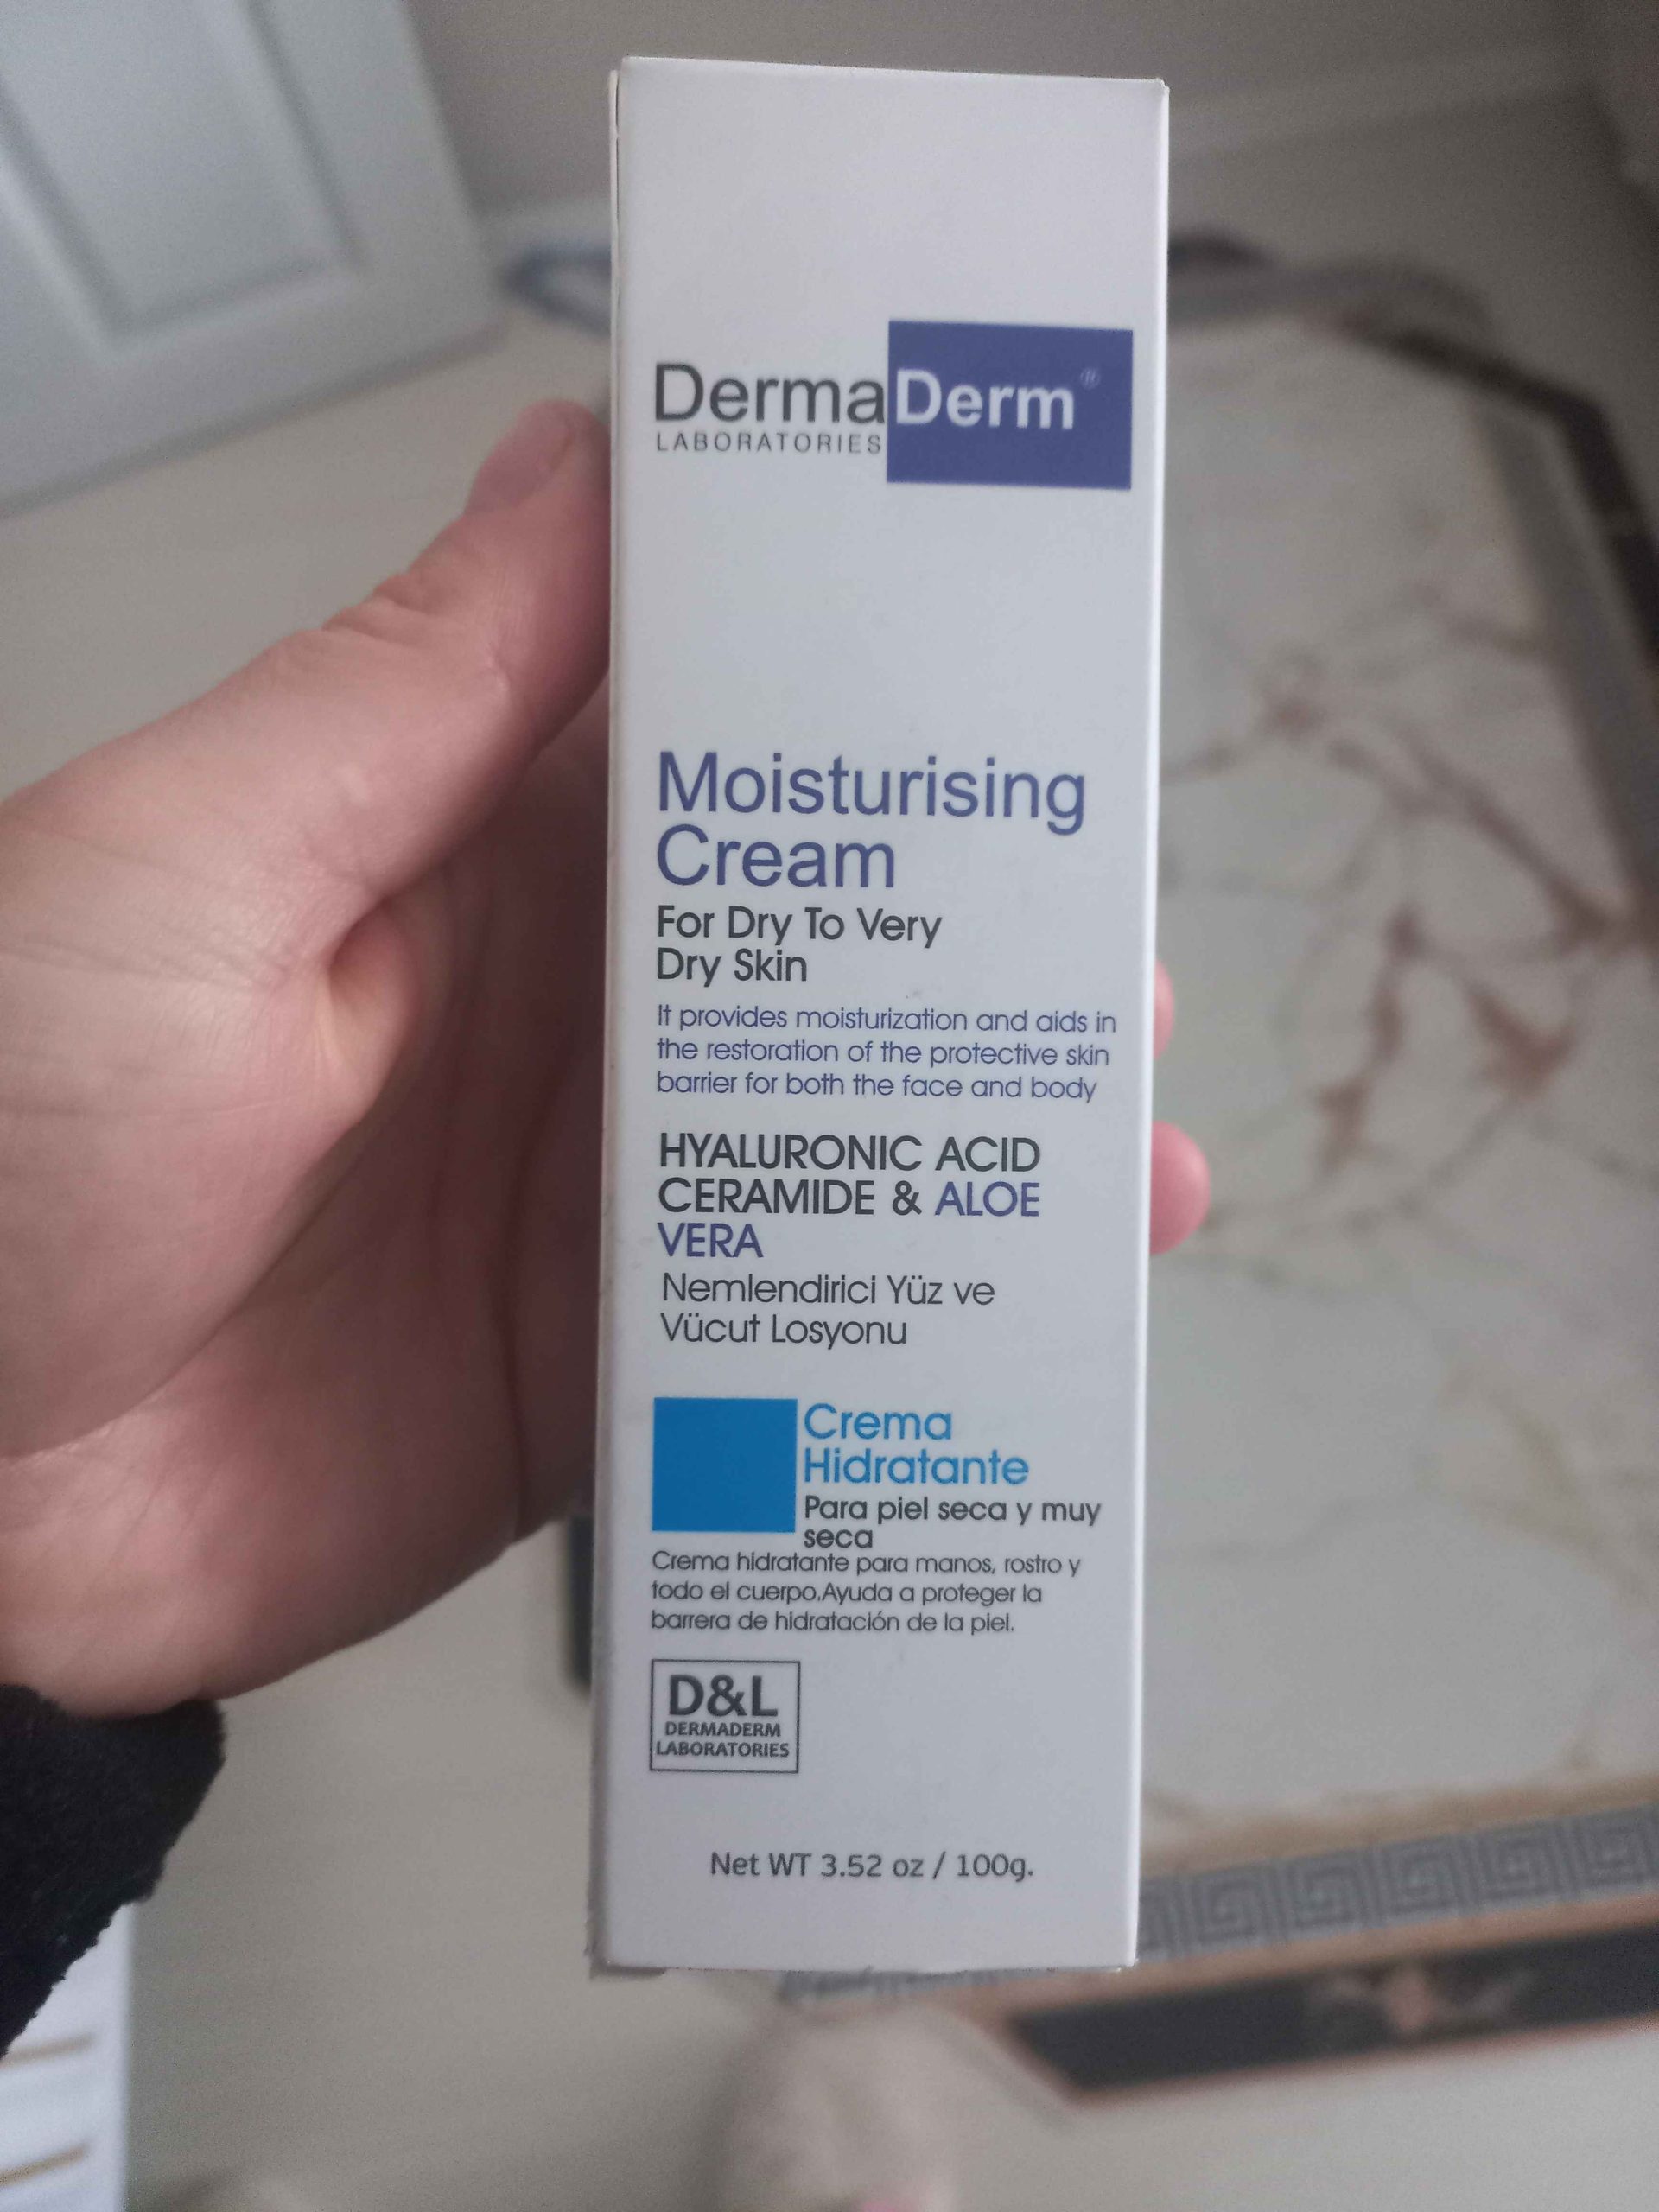 DermaDerm®
LABORATORIES
Moisturising
Cream
For Dry To Very
Dry Skin
It provides moisturization and aids in
the restoration of the protective skin
barrier for both the face and body
HYALURONIC ACID
CERAMIDE & ALOE
VERA
Nemlendirici Yüz ve
Vücut Losyonu
Crema
Hidratante
Para piel seca y muy
seca
Crema hidratante para manos, rostro y
todo el cuerpo.Ayuda a proteger la
barrera de hidratación de la piel.
D&L
DERMADERM
LABORATORIES
Net WT 3.52 oz / 100g.